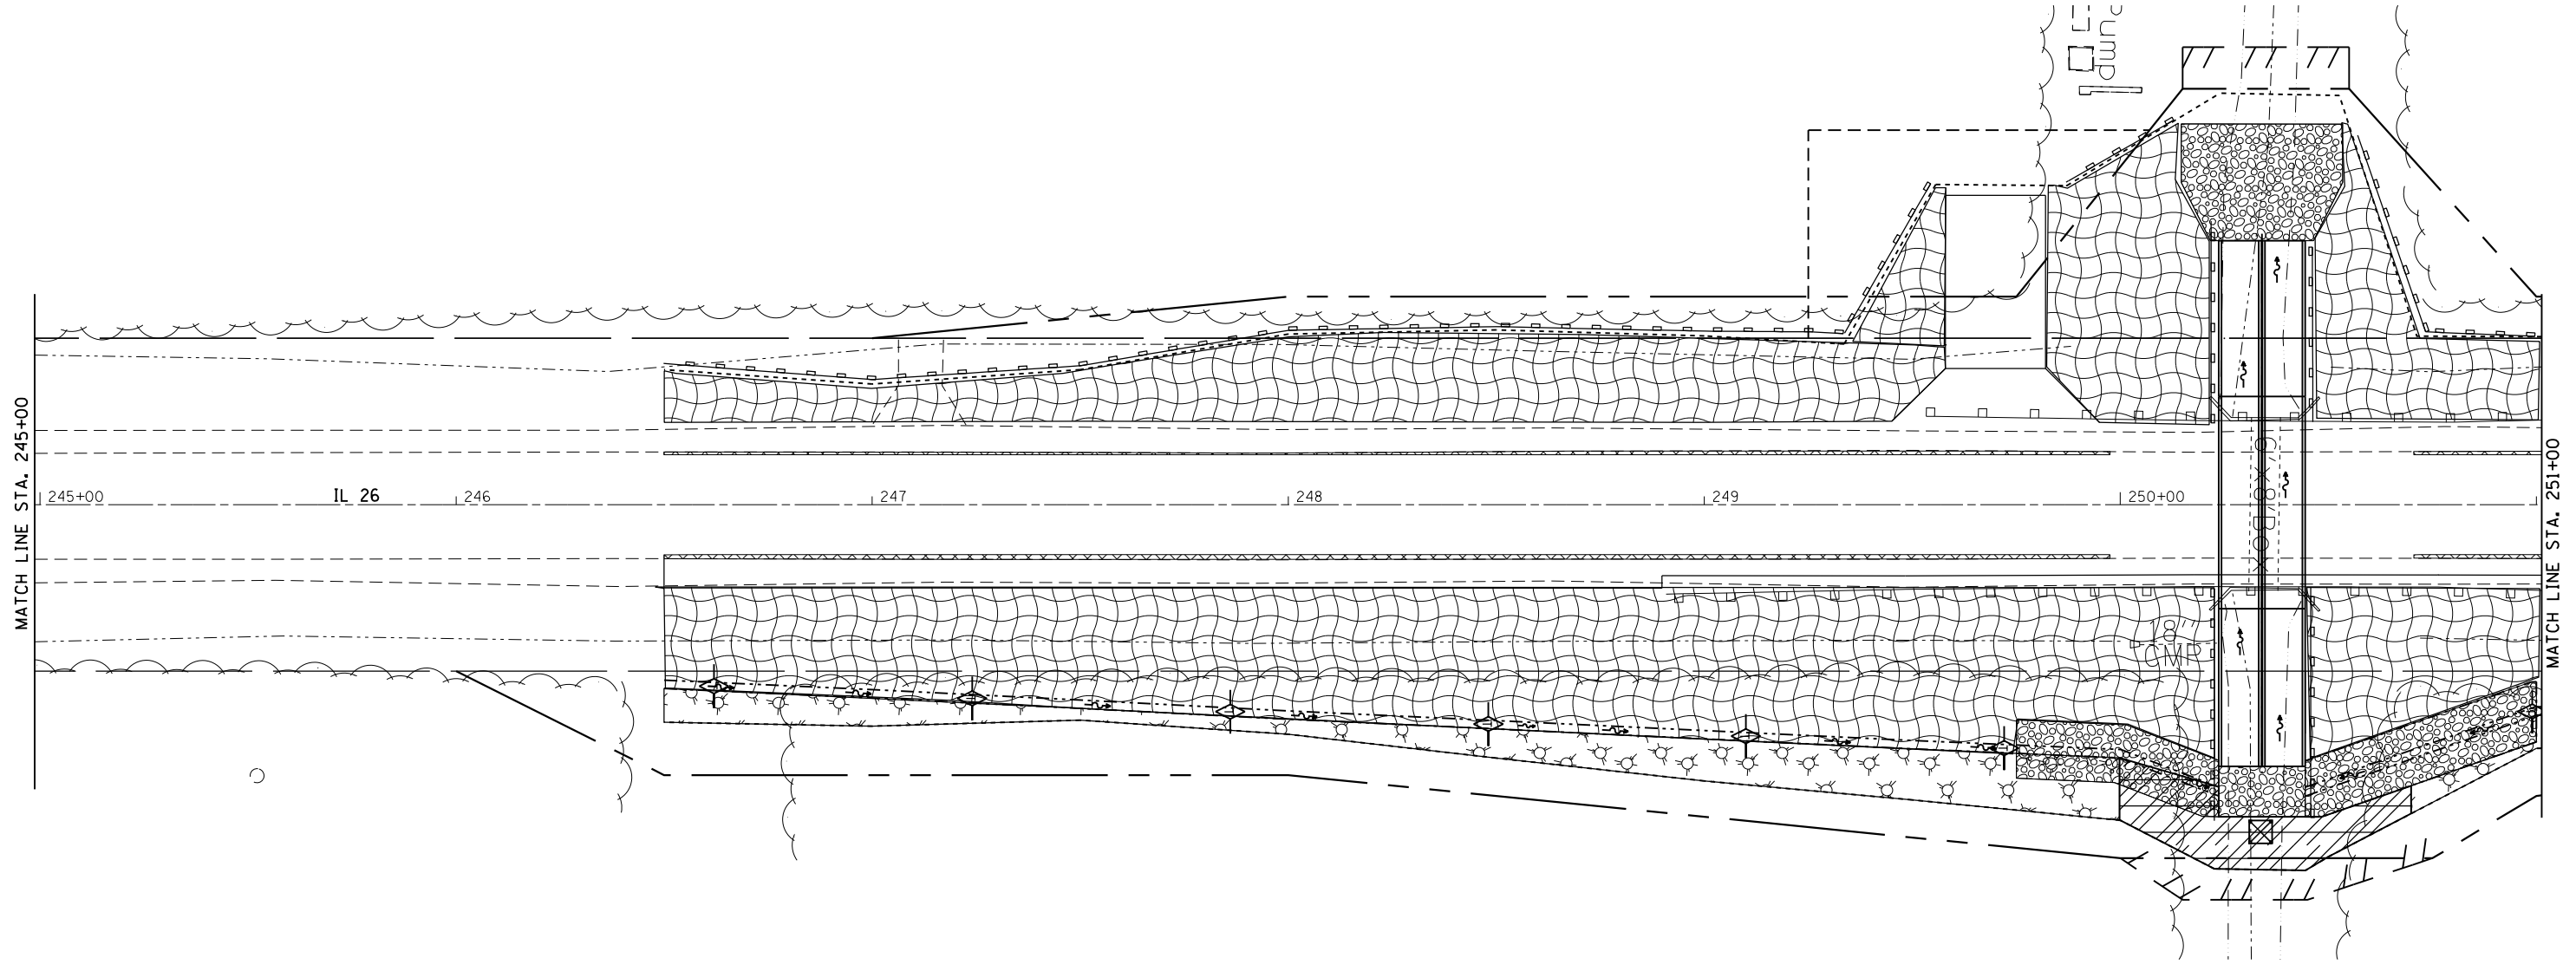 pump
MATCH LINE STA. 245+00
245+00
IL 26
246
247
248
249
250+00
6'X8' BOX
18"
CMP
MATCH LINE STA. 251+00